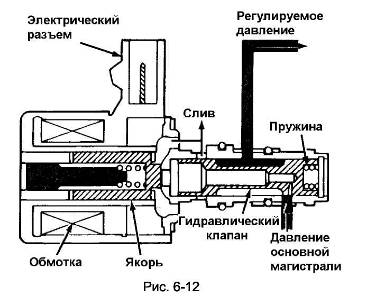 Электрический
разъем
Регулируемое
давление
Слив
Пружина
Гидравлический
клапан
Давление
основной
магистрали
Обмотка
Якорь
Рис. 6-12